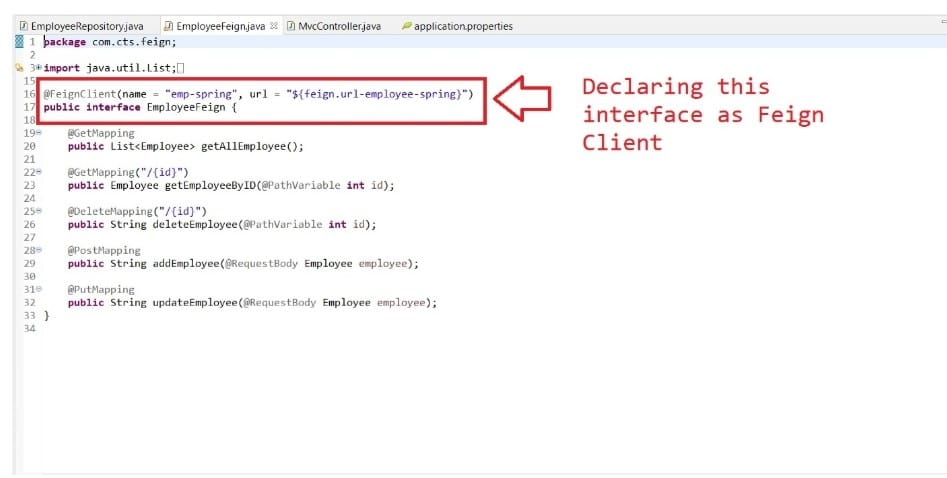 EmployeeRepository.java EmployeeFeign.java MvcController.java application.properties
1 package com.cts.feign;
2
3 import java.util.List;
15
16 @FeignClient(name = "emp-spring", url = "${feign.url-employee-spring}")
17 public interface EmployeeFeign {
18
19 @GetMapping
20 public List<Employee> getAllEmployee();
21
22 @GetMapping("/{id}")
23 public Employee getEmployeeByID(@PathVariable int id);
24
25 @DeleteMapping("/{id}")
26 public String deleteEmployee(@PathVariable int id);
27
28 @PostMapping
29 public String addEmployee(@RequestBody Employee employee);
30
31 @PutMapping
32 public String updateEmployee(@RequestBody Employee employee);
33 }
34
Declaring this
interface as Feign
Client